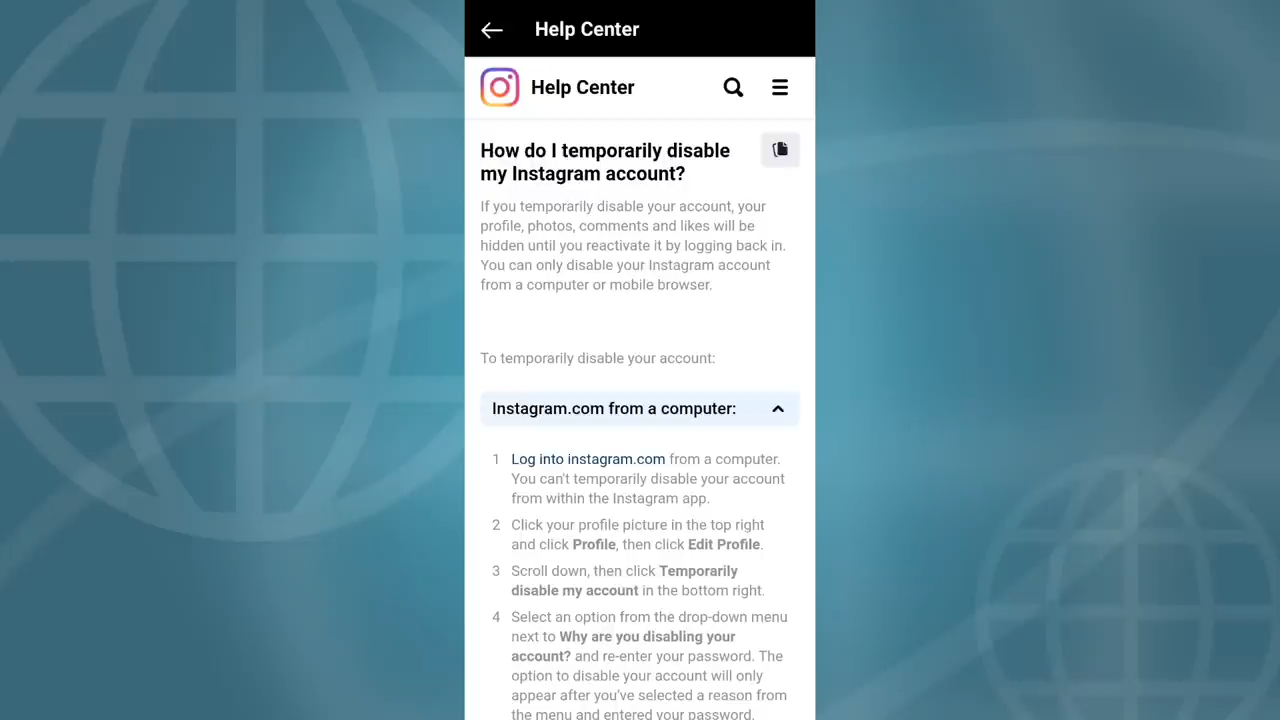 Help Center
Help Center
How do I temporarily disable
my Instagram account?
If you temporarily disable your account, your
profile, photos, comments and likes will be
hidden until you reactivate it by logging back in.
You can only disable your Instagram account
from a computer or mobile browser.
To temporarily disable your account:
Instagram.com from a computer:
1 Log into instagram.com from a computer.
You can't temporarily disable your account
from within the Instagram app.
2 Click your profile picture in the top right
and click Profile, then click Edit Profile.
3 Scroll down, then click Temporarily
disable my account in the bottom right.
4 Select an option from the drop-down menu
next to Why are you disabling your
account? and re-enter your password. The
option to disable your account will only
appear after you've selected a reason from
the menu and entered your password.